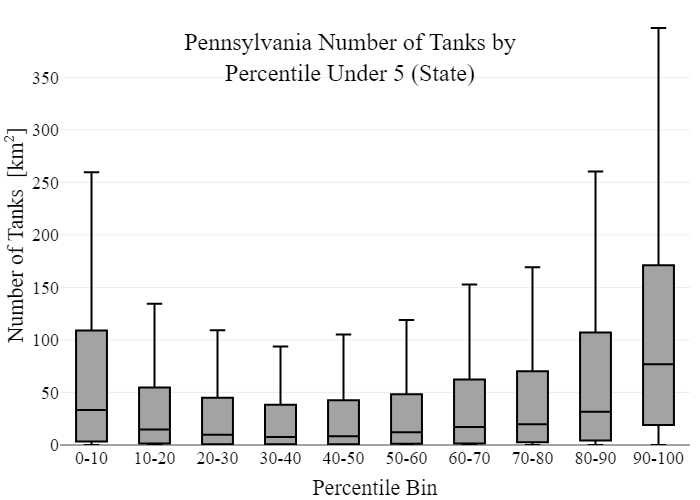 Pennsylvania Number of Tanks by
Percentile Under 5 (State)
Number of Tanks [km²]
350
300
250
200
150
100
50
0
0-10 10-20 20-30 30-40 40-50 50-60 60-70 70-80 80-90 90-100
Percentile Bin